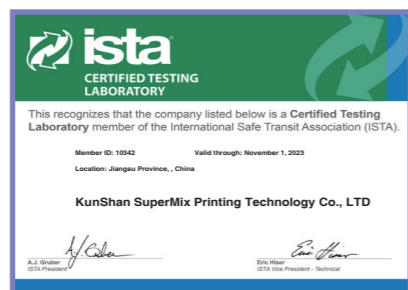 ista
CERTIFIED TESTING
LABORATORY
This recognizes that the company listed below is a Certified Testing
Laboratory member of the International Safe Transit Association (ISTA).
Member ID: 10342 Valid through: November 1, 2023
Location: Jiangsu Province, , China
KunShan SuperMix Printing Technology Co., LTD
A.J. Gruber
ISTA President
Eric Hiser
ISTA Vice President - Technical